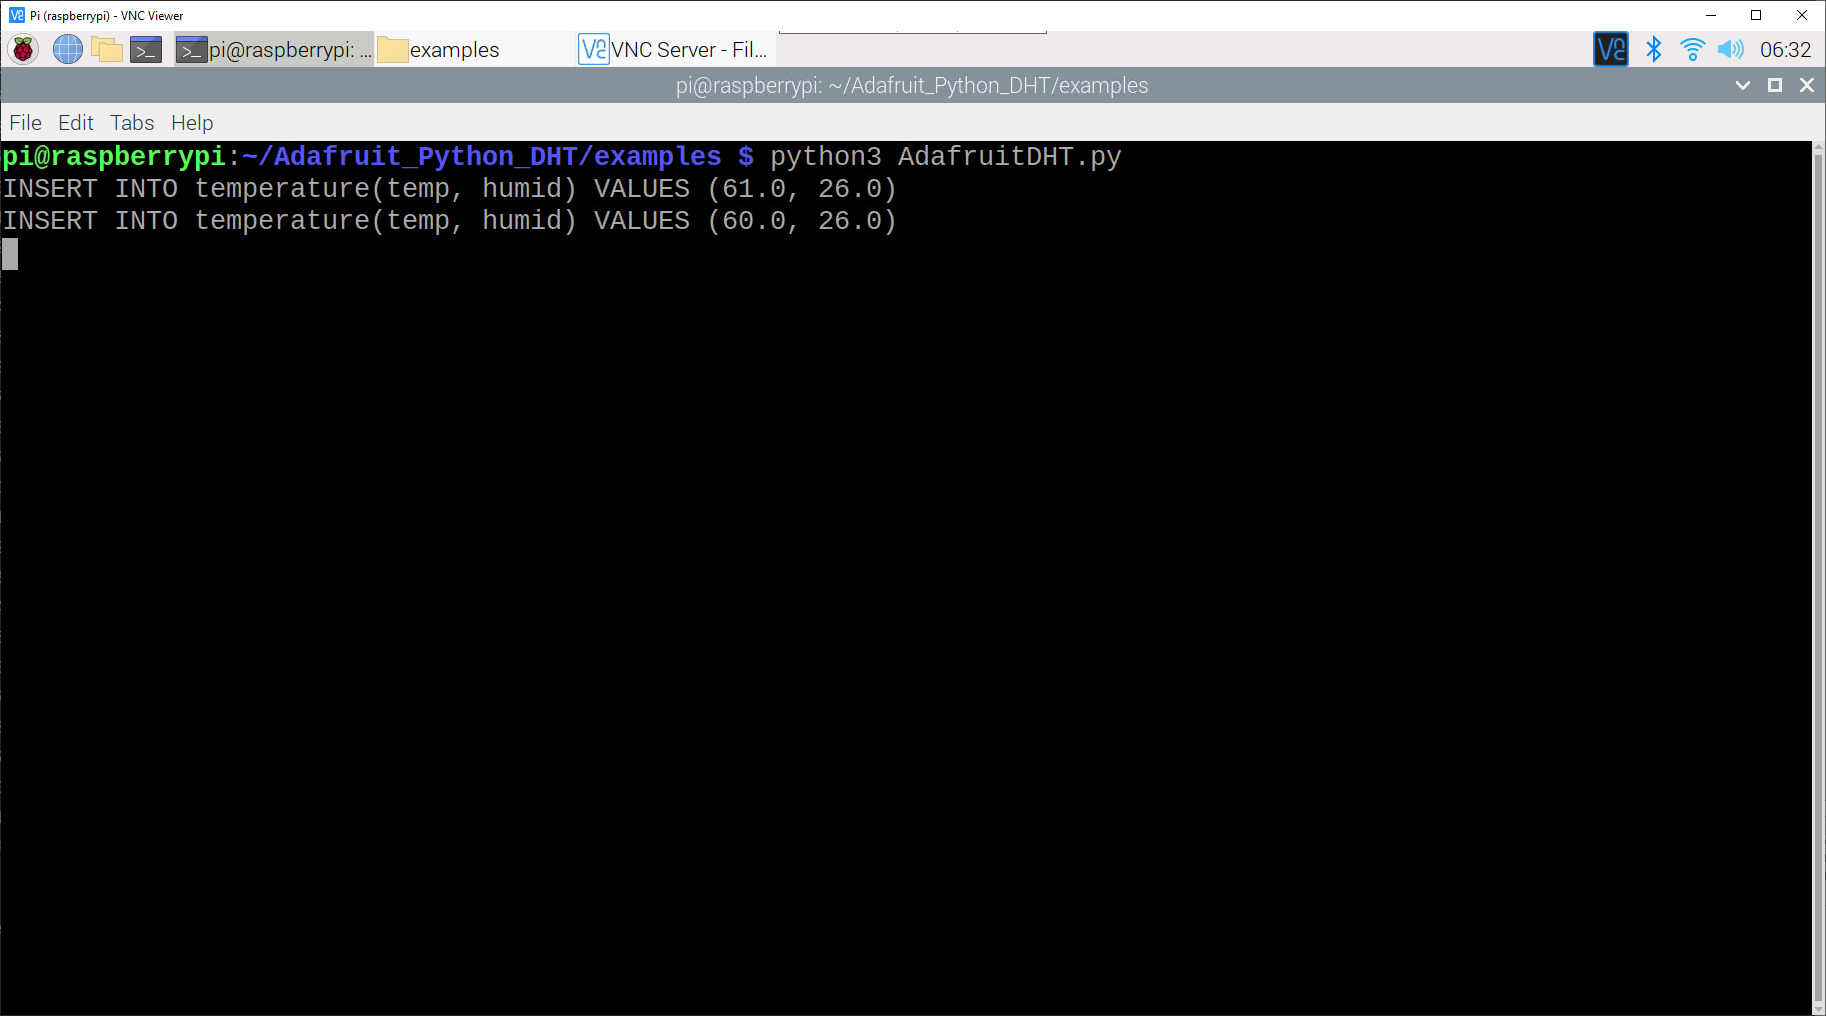 Pi (raspberrypi) - VNC Viewer
pi@raspberrypi: ... examples VNC Server - Fil... 06:32
pi@raspberrypi: ~/Adafruit_Python_DHT/examples
File Edit Tabs Help
pi@raspberrypi:~/Adafruit_Python_DHT/examples $ python3 AdafruitDHT.py
INSERT INTO temperature(temp, humid) VALUES (61.0, 26.0)
INSERT INTO temperature(temp, humid) VALUES (60.0, 26.0)